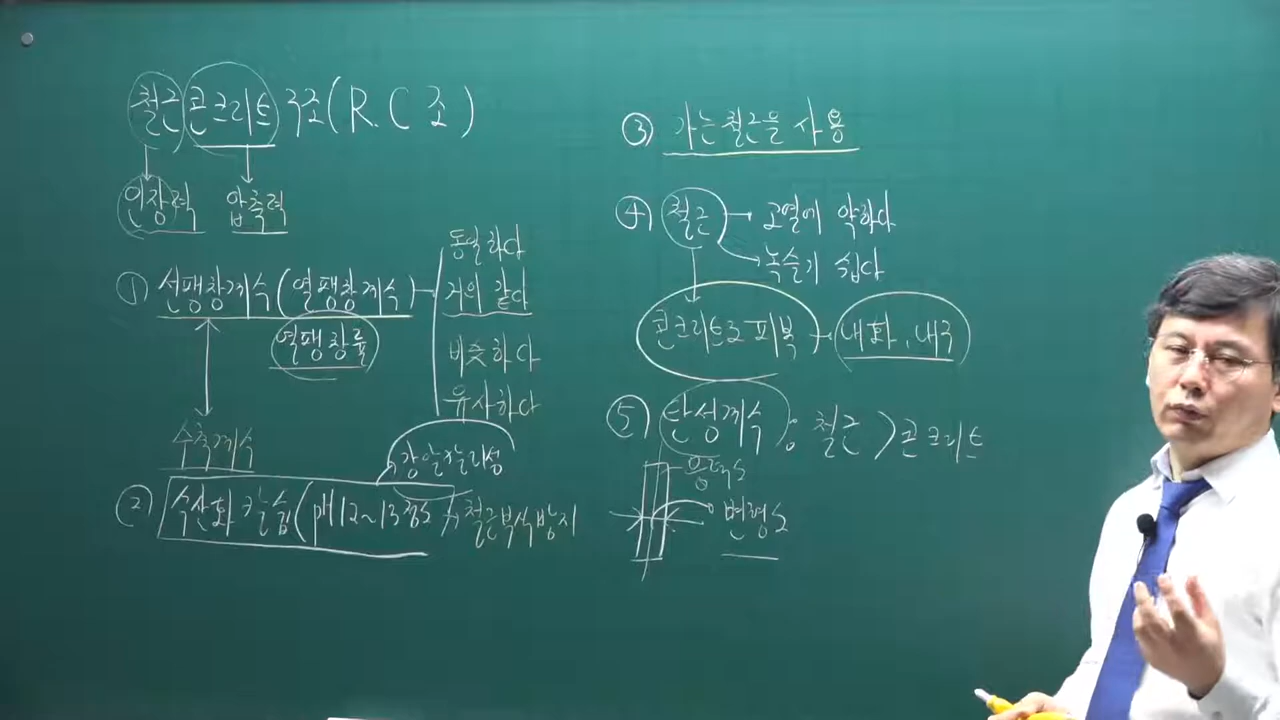 철근콘크리트구조(R.C조)
인장력 압축력
① 선팽창계수(열팽창계수)
열팽창률
동일하다
거의 같다
비슷하다
유사하다
수축계수
강알칼리성
② 수산화칼슘(pH12~13정도) → 철근부식방지
③ 가는철근을 사용
④ 철근 → 고열에 약하다
녹슬기 쉽다
콘크리트로 피복 → 내화, 내구
⑤ 탄성계수 : 철근 > 콘크리트
응력도
변형도